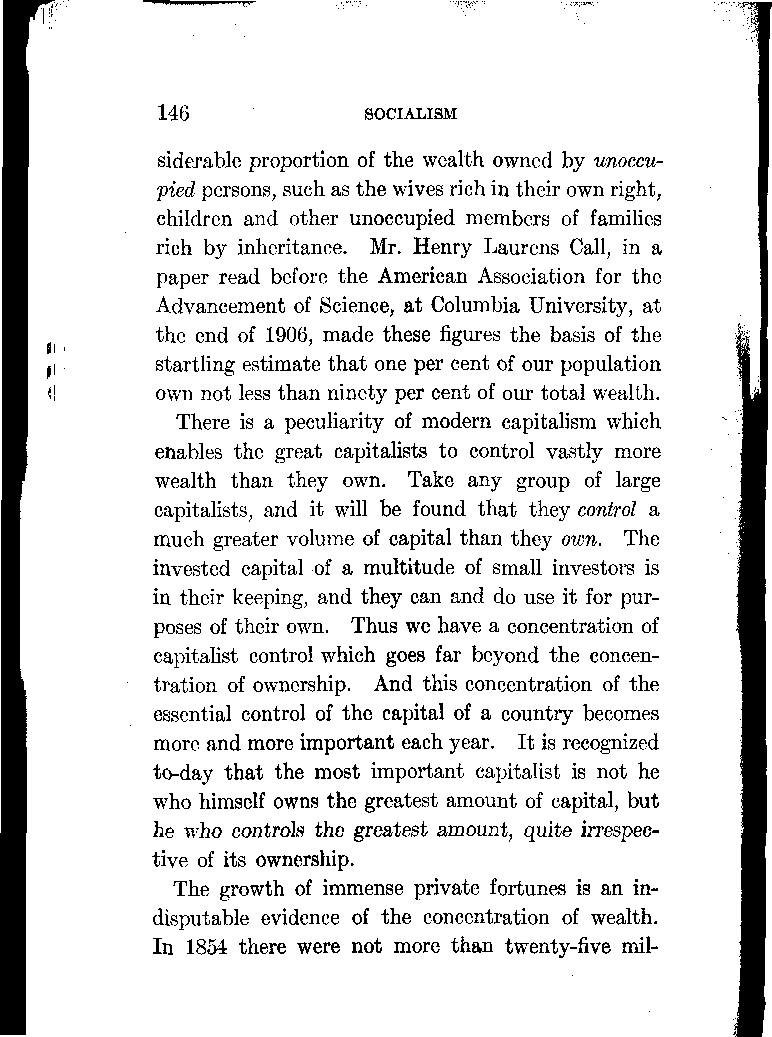 146 SOCIALISM
siderable proportion of the wealth owned by unoccu-
pied persons, such as the wives rich in their own right,
children and other unoccupied members of families
rich by inheritance. Mr. Henry Laurens Call, in a
paper read before the American Association for the
Advancement of Science, at Columbia University, at
the end of 1906, made these figures the basis of the
startling estimate that one per cent of our population
own not less than ninety per cent of our total wealth.
There is a peculiarity of modern capitalism which
enables the great capitalists to control vastly more
wealth than they own. Take any group of large
capitalists, and it will be found that they control a
much greater volume of capital than they own. The
invested capital of a multitude of small investors is
in their keeping, and they can and do use it for pur-
poses of their own. Thus we have a concentration of
capitalist control which goes far beyond the concen-
tration of ownership. And this concentration of the
essential control of the capital of a country becomes
more and more important each year. It is recognized
to-day that the most important capitalist is not he
who himself owns the greatest amount of capital, but
he who controls the greatest amount, quite irrespec-
tive of its ownership.
The growth of immense private fortunes is an in-
disputable evidence of the concentration of wealth.
In 1854 there were not more than twenty-five mil-